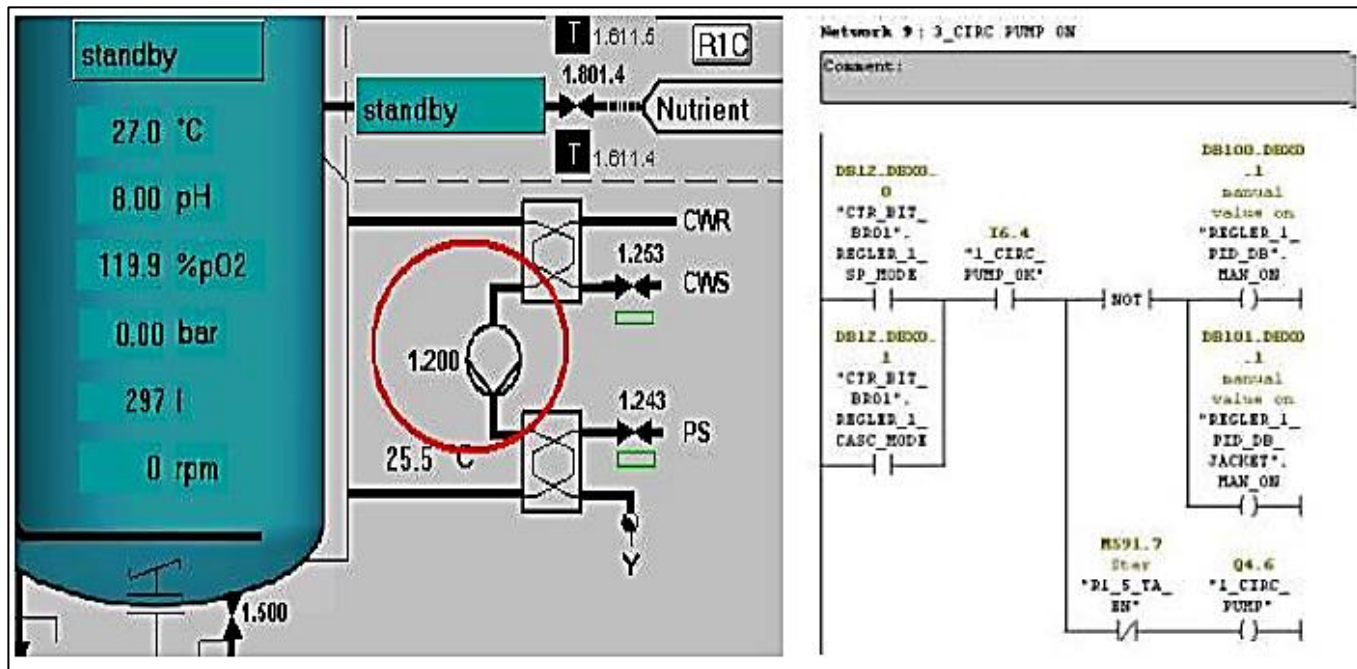 standby
27.0 °C
8.00 pH
119.9 %pO2
0.00 bar
297 l
0 rpm
1.500
T 1.611.5
R1C
1.801.4
standby
Nutrient
T 1.611.4
CWR
1.253
CWS
1.200
1.243
PS
25.5 °C
Y
Network 9 : 3_CIRC PUMP ON
Comment:
DB12.DBX0.
0
"CTR_BIT_
BR01".
REGLER_1_
SP_MODE
I6.4
"1_CIRC_
PUMP_OK"
NOT
DB100.DBX0
.1
manual
value on
"REGLER_1_
PID_DB".
MAN_ON
DB12.DBX0.
1
"CTR_BIT_
BR01".
REGLER_1_
CASC_MODE
DB101.DBX0
.1
manual
value on
"REGLER_1_
PID_DB_
JACKET".
MAN_ON
M591.7
Ster
"R1_5_TA_
EN"
Q4.6
"1_CIRC_
PUMP"